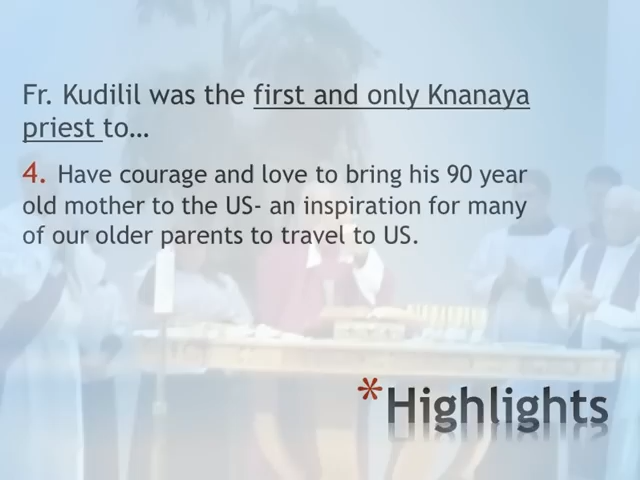 Fr. Kudilil was the first and only Knanaya
priest to…
4. Have courage and love to bring his 90 year
old mother to the US- an inspiration for many
of our older parents to travel to US.
*Highlights